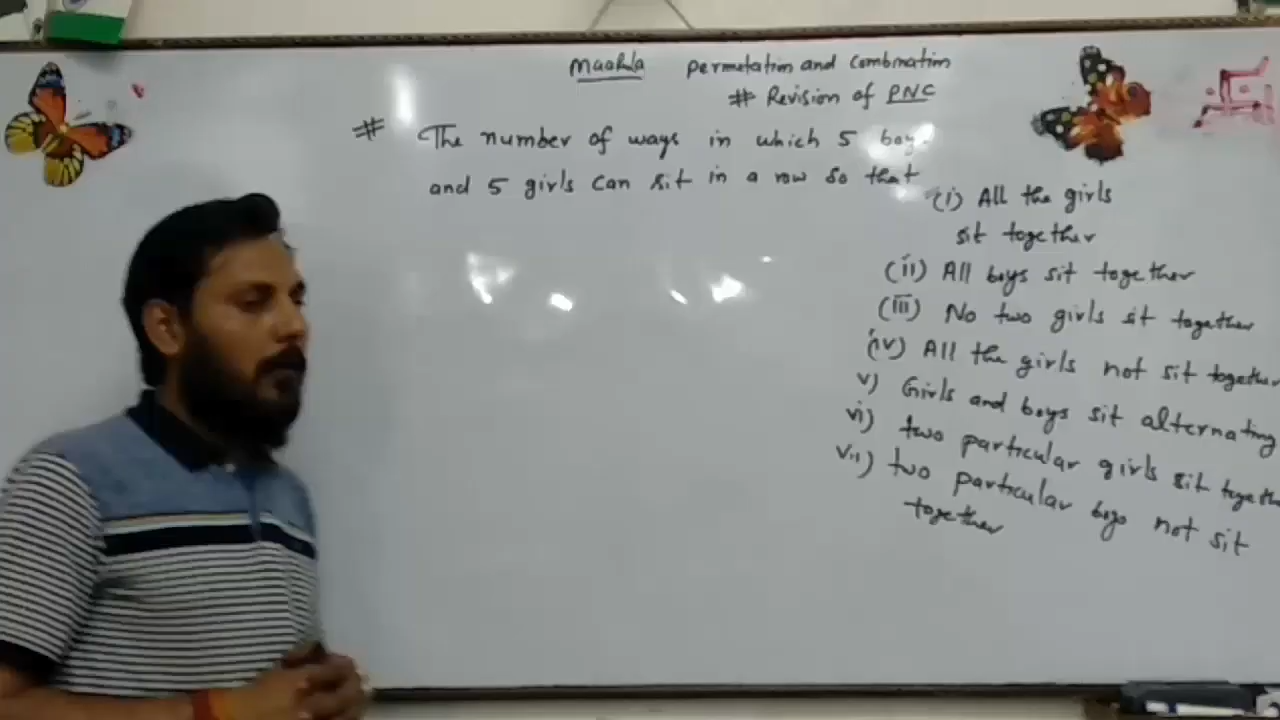 permetation and Combination
# Revision of PNC
# The number of ways in which 5 boys
and 5 girls can sit in a row so that
(i) All the girls
sit together
(ii) All boys sit together
(iii) No two girls sit together
(iv) All the girls not sit together
v) Girls and boys sit alternating
vi) two particular girls sit togeth
vii) two particular boys not sit
together